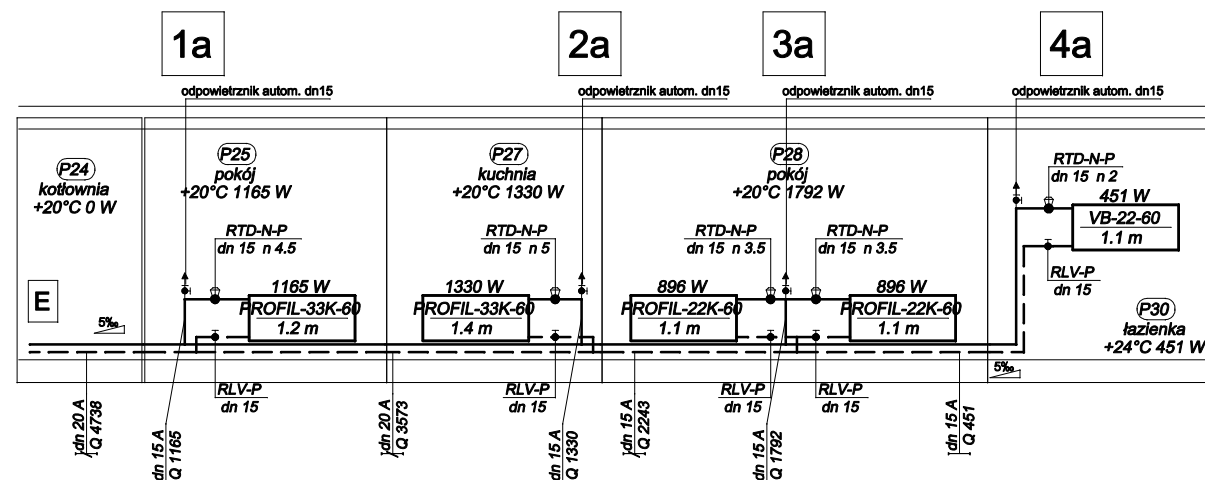 1a
2a
3a
4a
odpowietrznik autom. dn15
odpowietrznik autom. dn15
odpowietrznik autom. dn15
odpowietrznik autom. dn15
P24
kotłownia
+20°C 0 W
P25
pokój
+20°C 1165 W
P27
kuchnia
+20°C 1330 W
P28
pokój
+20°C 1792 W
RTD-N-P
dn 15 n 2
451 W
VB-22-60
1.1 m
RLV-P
dn 15
RTD-N-P
dn 15 n 4.5
RTD-N-P
dn 15 n 5
RTD-N-P
dn 15 n 3.5
RTD-N-P
dn 15 n 3.5
E
5‰
1165 W
PROFIL-33K-60
1.2 m
1330 W
PROFIL-33K-60
1.4 m
896 W
PROFIL-22K-60
1.1 m
896 W
PROFIL-22K-60
1.1 m
P30
łazienka
+24°C 451 W
5‰
RLV-P
dn 15
RLV-P
dn 15
RLV-P
dn 15
RLV-P
dn 15
dn 20 A
Q 4738
dn 15 A
Q 1165
dn 20 A
Q 3573
dn 15 A
Q 1330
dn 15 A
Q 2243
dn 15 A
Q 1792
dn 15 A
Q 451